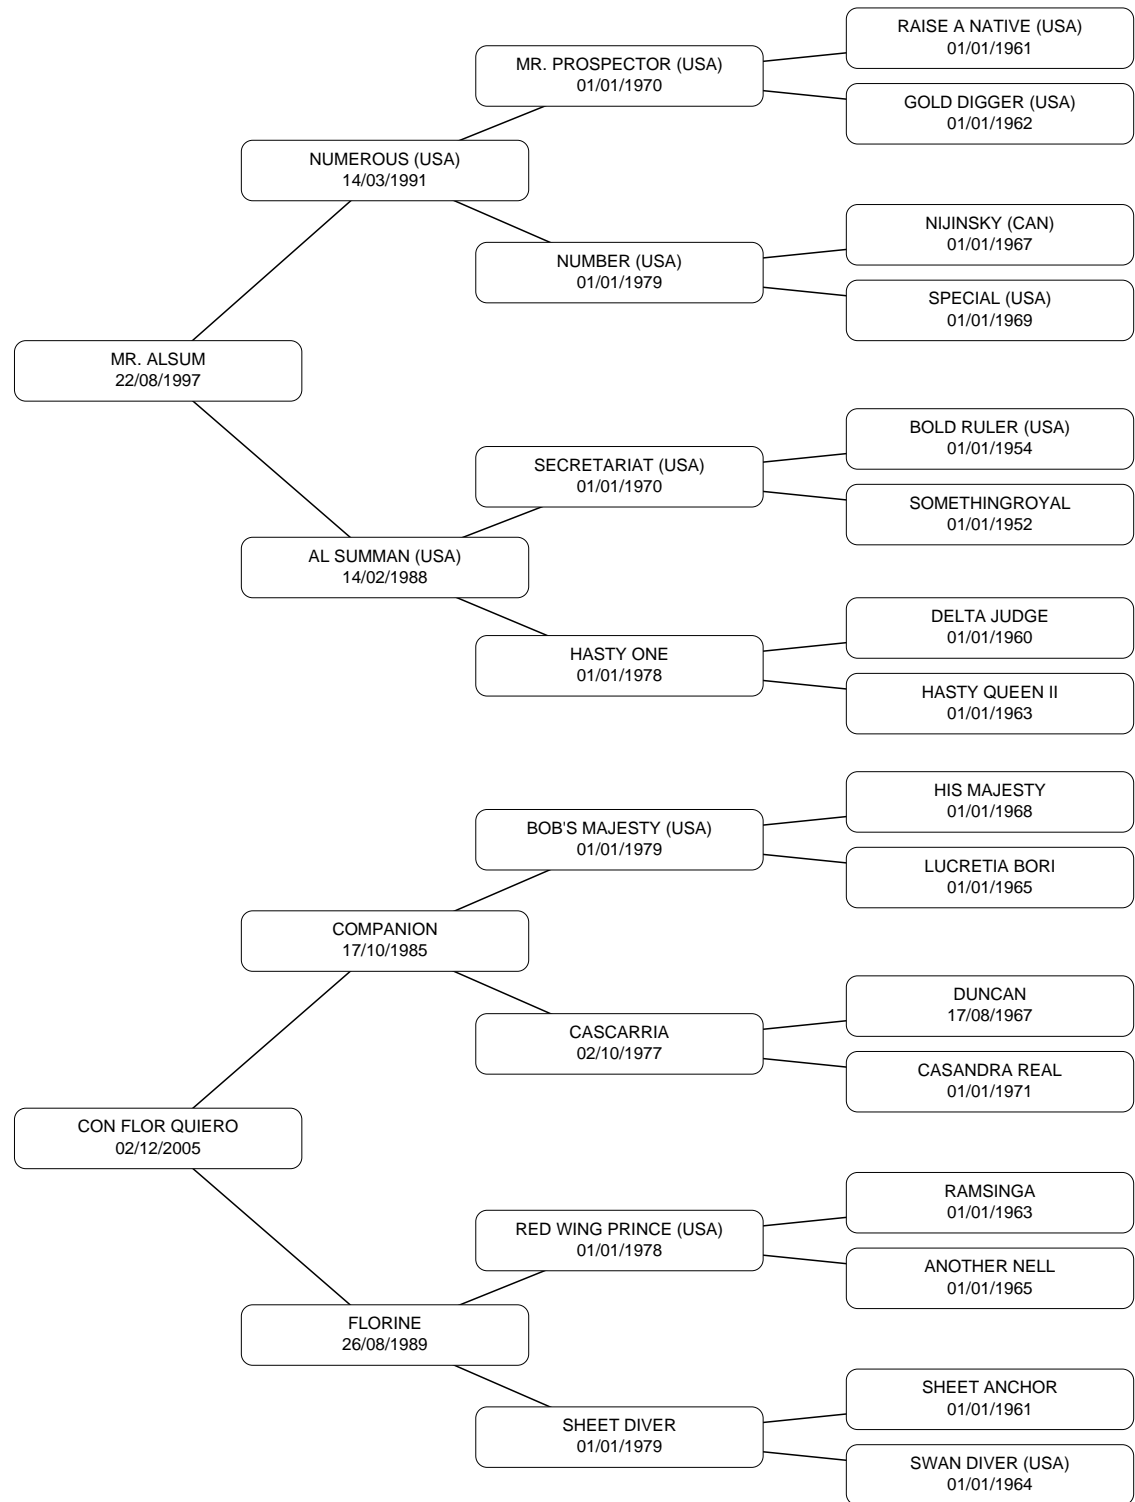 RAISE A NATIVE (USA)
01/01/1961
MR. PROSPECTOR (USA)
01/01/1970
GOLD DIGGER (USA)
01/01/1962
NUMEROUS (USA)
14/03/1991
NIJINSKY (CAN)
01/01/1967
NUMBER (USA)
01/01/1979
SPECIAL (USA)
01/01/1969
MR. ALSUM
22/08/1997
BOLD RULER (USA)
01/01/1954
SECRETARIAT (USA)
01/01/1970
SOMETHINGROYAL
01/01/1952
AL SUMMAN (USA)
14/02/1988
DELTA JUDGE
01/01/1960
HASTY ONE
01/01/1978
HASTY QUEEN II
01/01/1963
HIS MAJESTY
01/01/1968
BOB'S MAJESTY (USA)
01/01/1979
LUCRETIA BORI
01/01/1965
COMPANION
17/10/1985
DUNCAN
17/08/1967
CASCARRIA
02/10/1977
CASANDRA REAL
01/01/1971
CON FLOR QUIERO
02/12/2005
RAMSINGA
01/01/1963
RED WING PRINCE (USA)
01/01/1978
ANOTHER NELL
01/01/1965
FLORINE
26/08/1989
SHEET ANCHOR
01/01/1961
SHEET DIVER
01/01/1979
SWAN DIVER (USA)
01/01/1964